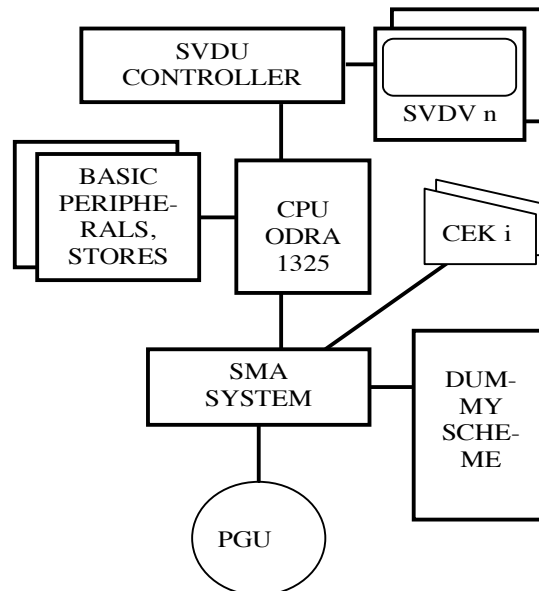 SVDU
CONTROLLER
SVDV n
BASIC
PERIPHE-
RALS,
STORES
CPU
ODRA
1325
CEK i
SMA
SYSTEM
DUM-
MY
SCHE-
ME
PGU